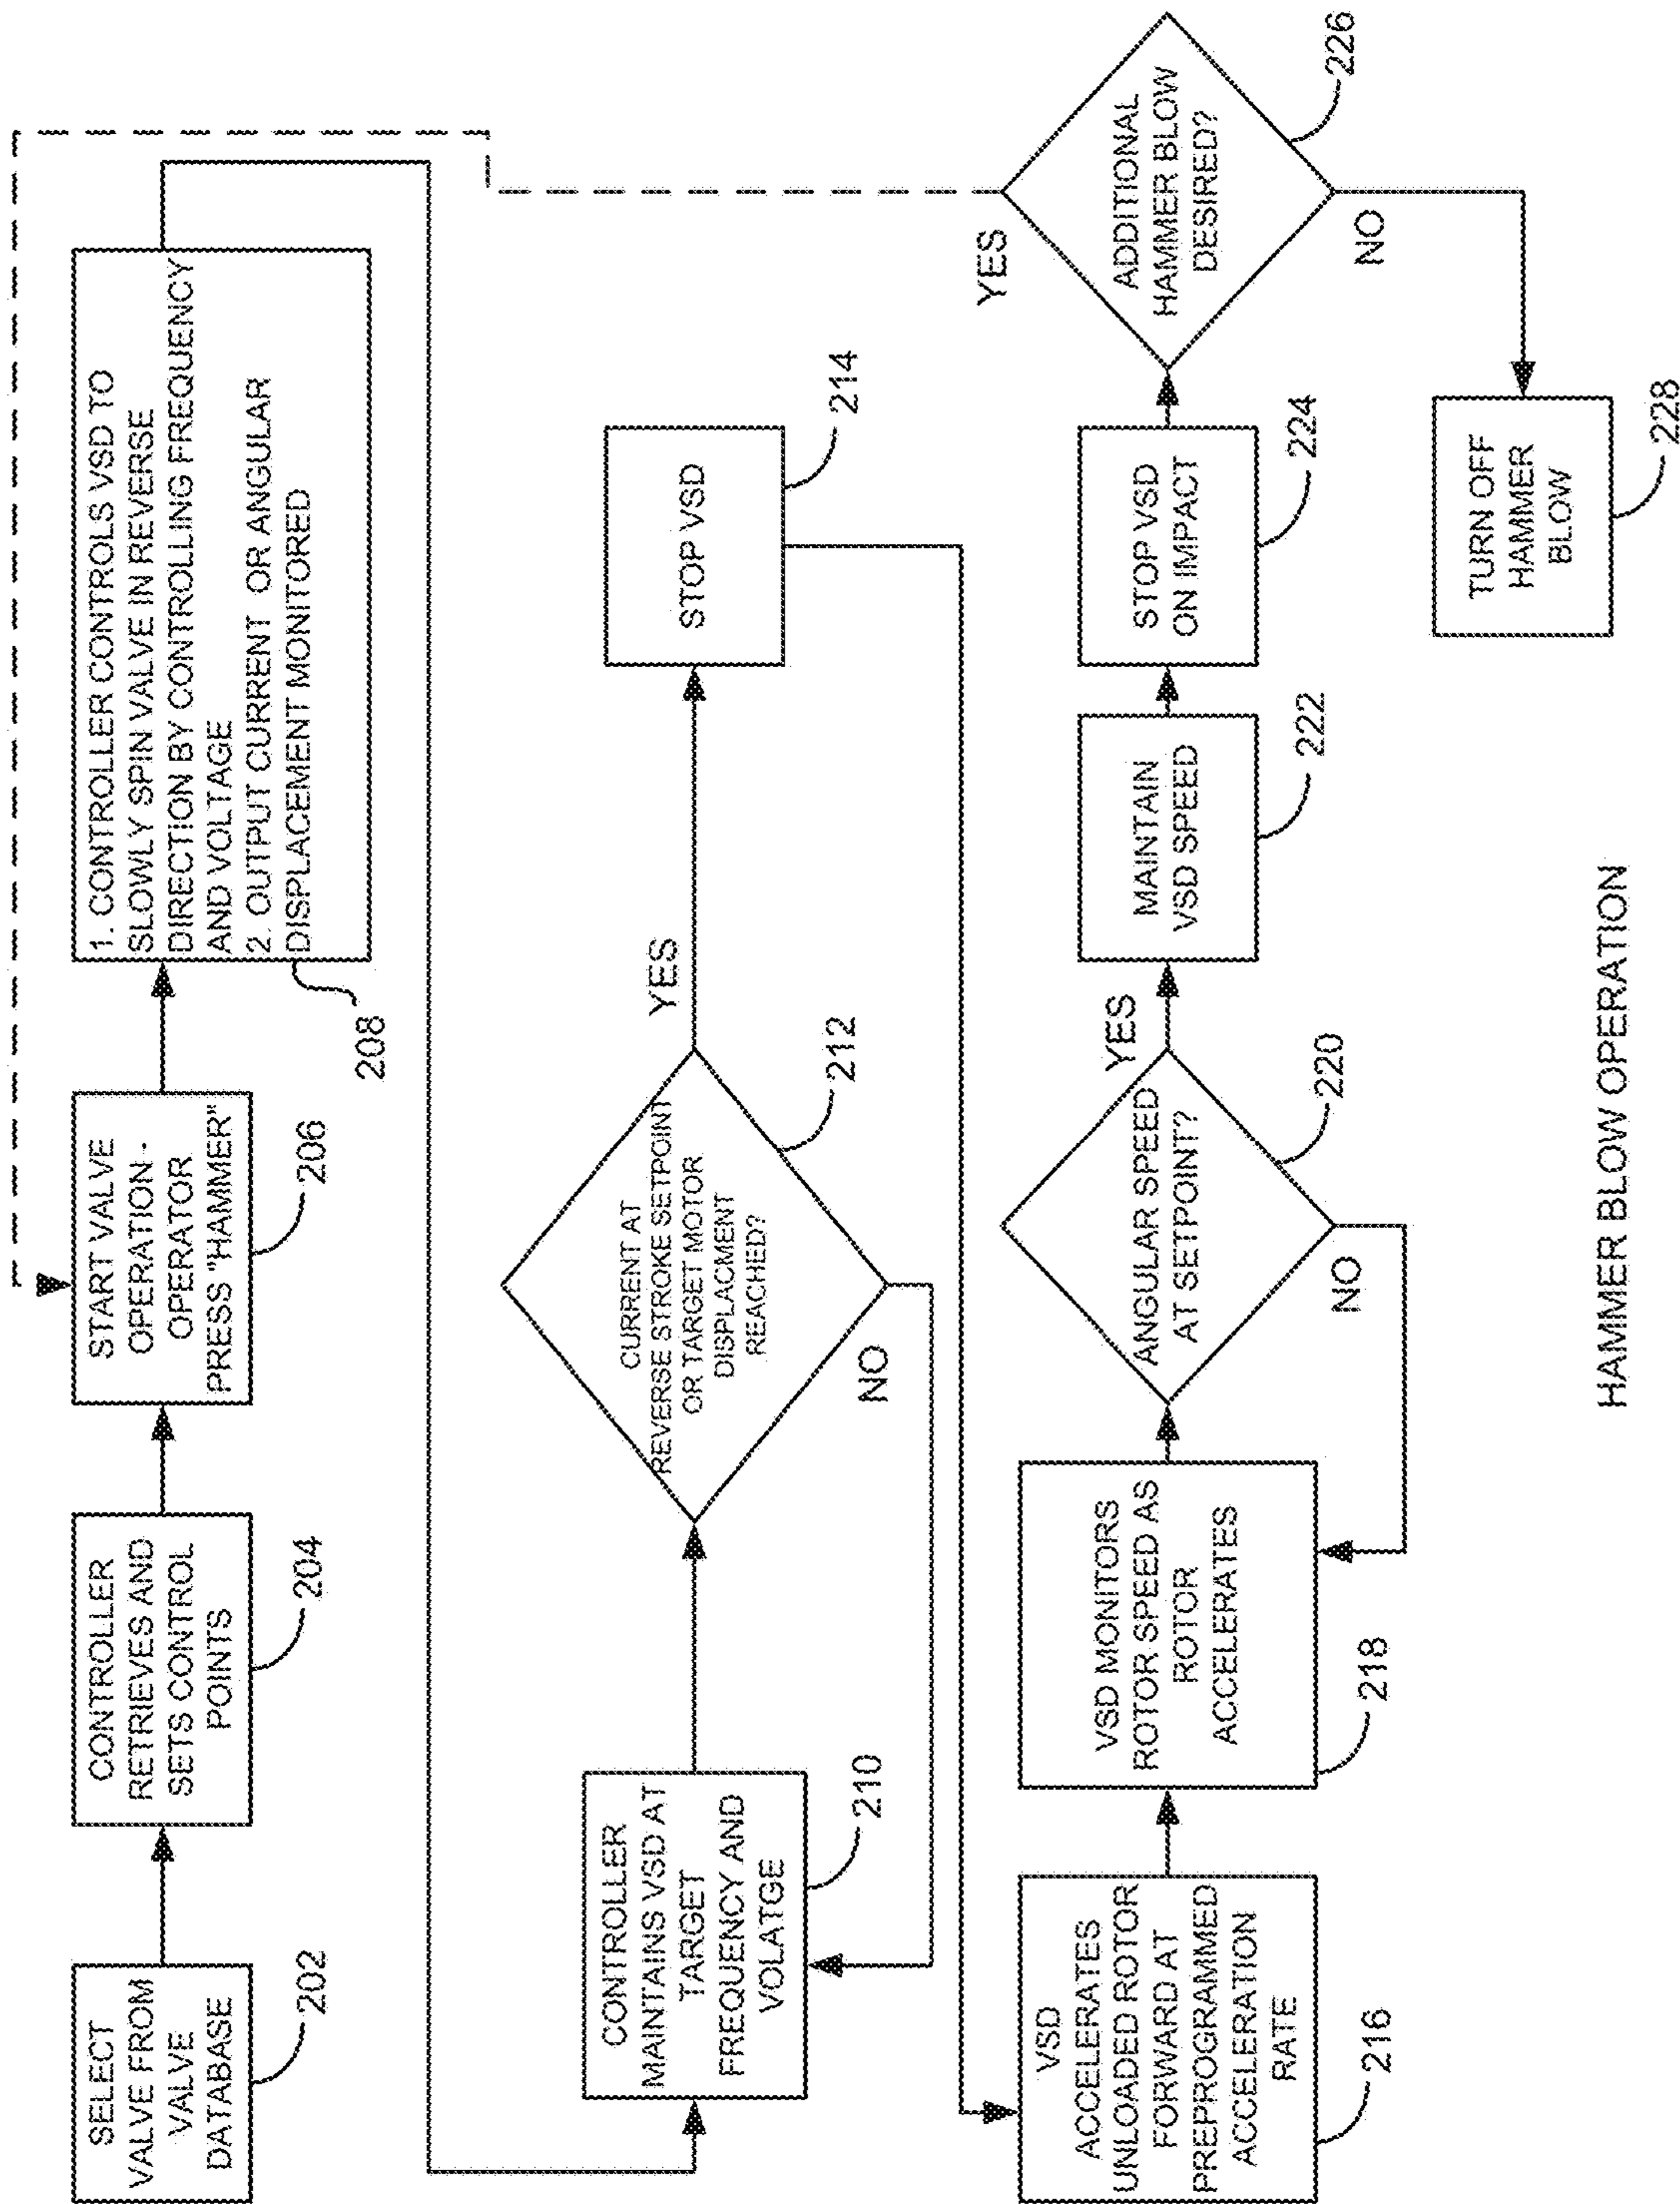 SELECT
VALVE FROM
VALVE
DATABASE
202
CONTROLLER
RETRIEVES AND
SETS CONTROL
POINTS
204
START VALVE
OPERATION -
OPERATOR
PRESS "HAMMER"
206
1. CONTROLLER CONTROLS VSD TO
SLOWLY SPIN VALVE IN REVERSE
DIRECTION BY CONTROLLING FREQUENCY
AND VOLTAGE
2. OUTPUT CURRENT OR ANGULAR
DISPLACEMENT MONITORED
208
CONTROLLER
MAINTAINS VSD AT
TARGET
FREQUENCY AND
VOLATGE
210
CURRENT AT
REVERSE STROKE SETPOINT
OR TARGET MOTOR
DISPLACMENT
REACHED?
212
YES
NO
STOP VSD
214
VSD
ACCELERATES
UNLOADED ROTOR
FORWARD AT
PREPROGRAMMED
ACCELERATION
RATE
216
VSD MONITORS
ROTOR SPEED AS
ROTOR
ACCELERATES
218
ANGULAR SPEED
AT SETPOINT?
220
YES
NO
MAINTAIN
VSD SPEED
222
STOP VSD
ON IMPACT
224
ADDITIONAL
HAMMER BLOW
DESIRED?
226
YES
NO
TURN OFF
HAMMER
BLOW
228
HAMMER BLOW OPERATION